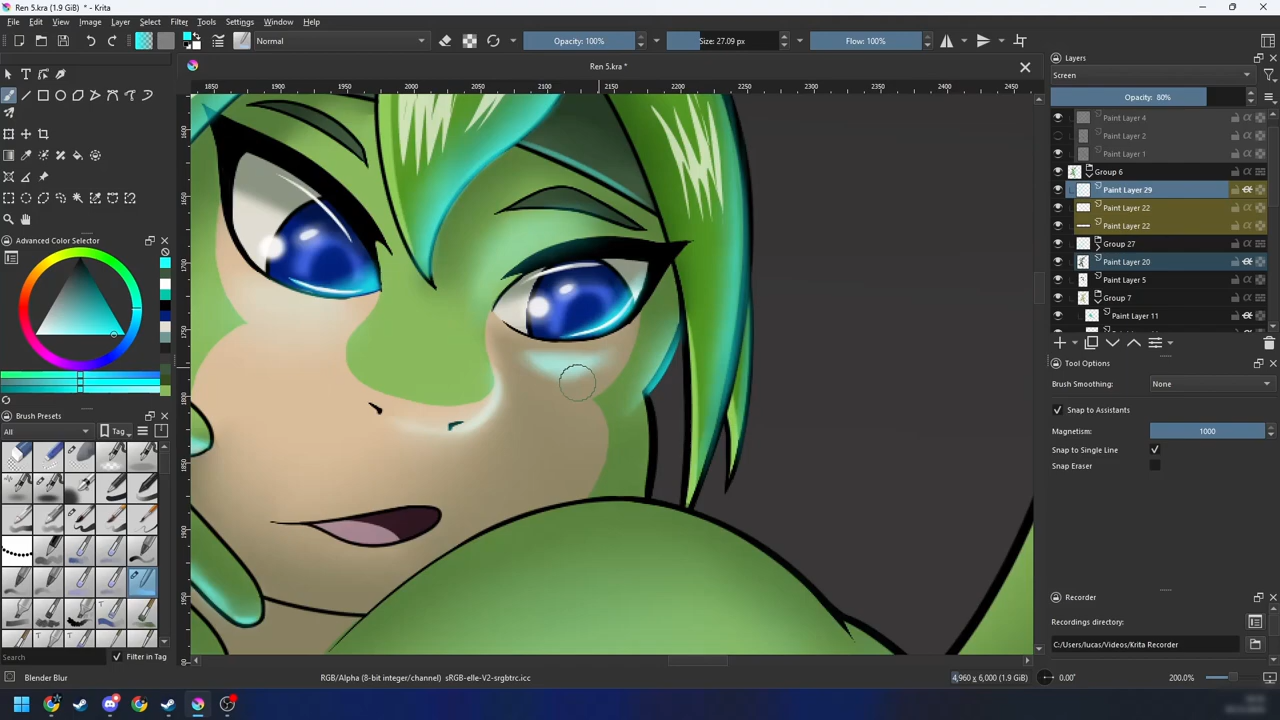 Ren 5.kra (1.9 GiB) * - Krita
File Edit View Image Layer Select Filter Tools Settings Window Help
Normal
Opacity: 100%
Size: 27.09 px
Flow: 100%
Ren 5.kra *
Layers
Screen
Opacity: 80%
1850 1900 1950 2000 2050 2100 2150 2200 2250 2300 2350 2400 2450
Paint Layer 4
Paint Layer 2
Paint Layer 1
Group 6
Paint Layer 29
Paint Layer 22
Paint Layer 22
Group 27
Paint Layer 20
Paint Layer 5
Group 7
Paint Layer 11
Advanced Color Selector
Tool Options
Brush Smoothing: None
Snap to Assistants
Magnetism: 1000
Snap to Single Line
Snap Eraser
Brush Presets
All Tag
Search Filter in Tag
Recorder
Recordings directory:
C:/Users/lucas/Videos/Krita Recorder
Blender Blur
RGB/Alpha (8-bit integer/channel) sRGB-elle-V2-srgbtrc.icc
4,960 x 6,000 (1.9 GiB)
0.00°
200.0%